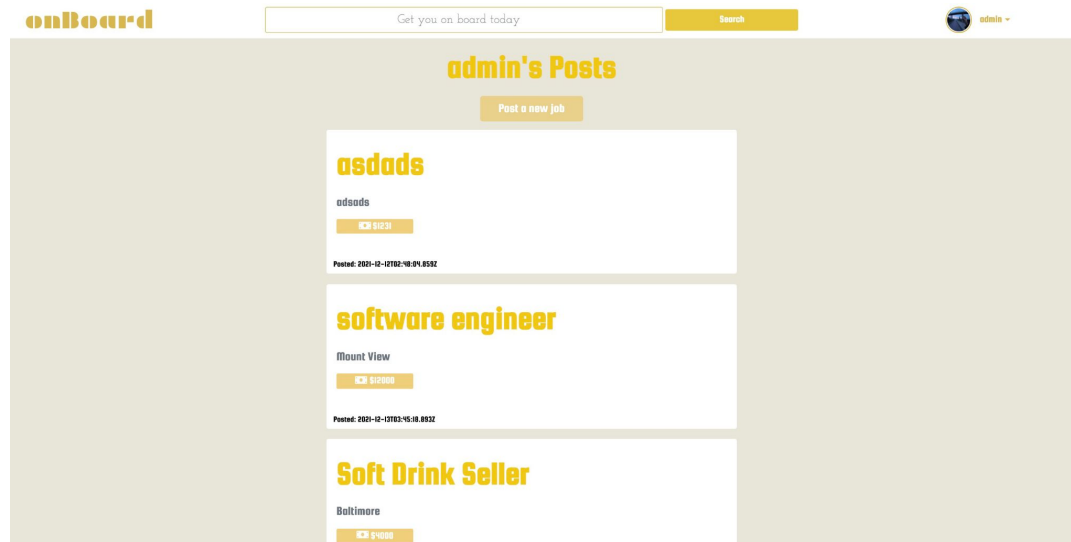 onBoard
Get you on board today
Search
admin
admin's Posts
Post a new job
asdads
adsads
$1231
Posted: 2021-12-12T02:48:04.859Z
software engineer
Mount View
$12000
Posted: 2021-12-13T03:45:18.893Z
Soft Drink Seller
Baltimore
$4000